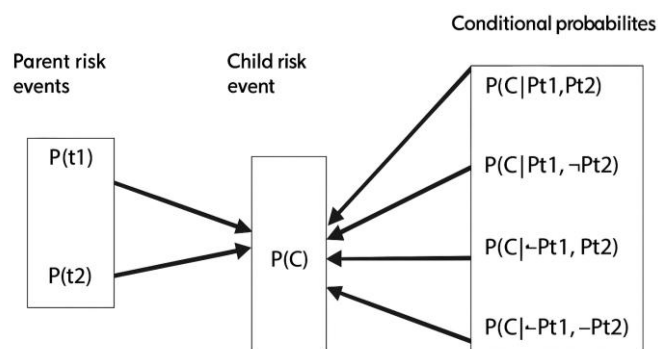 Conditional probabilites
Parent risk
events
Child risk
event
P(t1)
P(t2)
P(C)
P(C|Pt1,Pt2)
P(C|Pt1, ¬Pt2)
P(C|←Pt1, Pt2)
P(C|←Pt1, –Pt2)